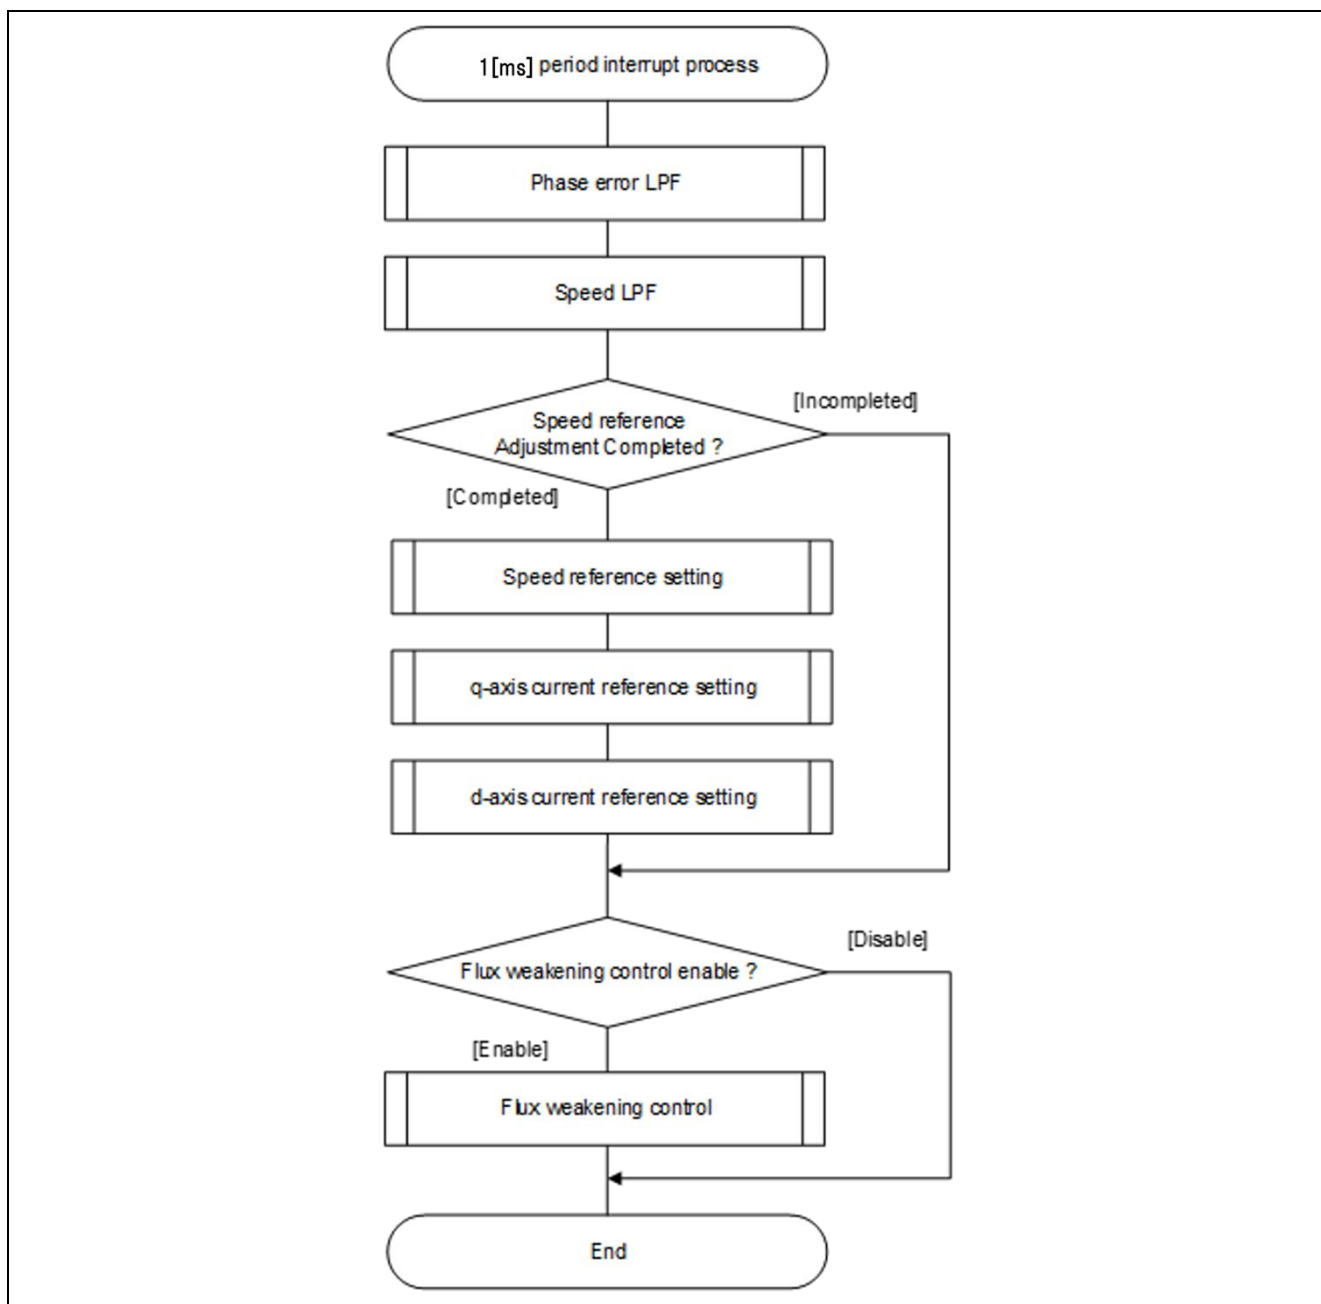 1[ms] period interrupt process
Phase error LPF
Speed LPF
[Incompleted]
Speed reference
Adjustment Completed ?
[Completed]
Speed reference setting
q-axis current reference setting
d-axis current reference setting
[Disable]
Flux weakening control enable ?
[Enable]
Flux weakening control
End